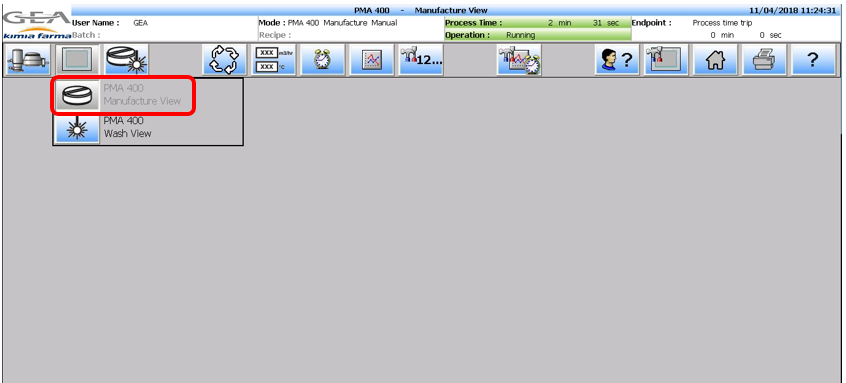 PMA 400 - Manufacture View 11/04/2018 11:24:31
GEA User Name : GEA Mode : PMA 400 Manufacture Manual Process Time : 2 min 31 sec Endpoint : Process time trip
kimia farma Batch : Recipe : Operation : Running 0 min 0 sec
XXX m3/hr
XXX °C
12...
?
?
PMA 400
Manufacture View
PMA 400
Wash View